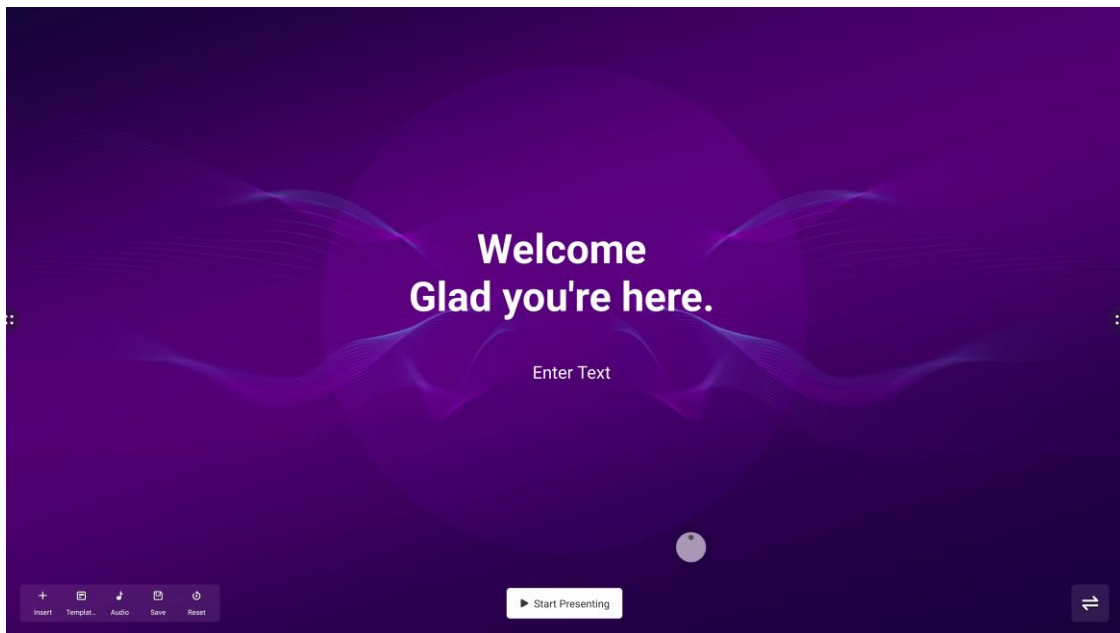 Welcome
Glad you're here.
Enter Text
Insert
Templat...
Audio
Save
Reset
Start Presenting